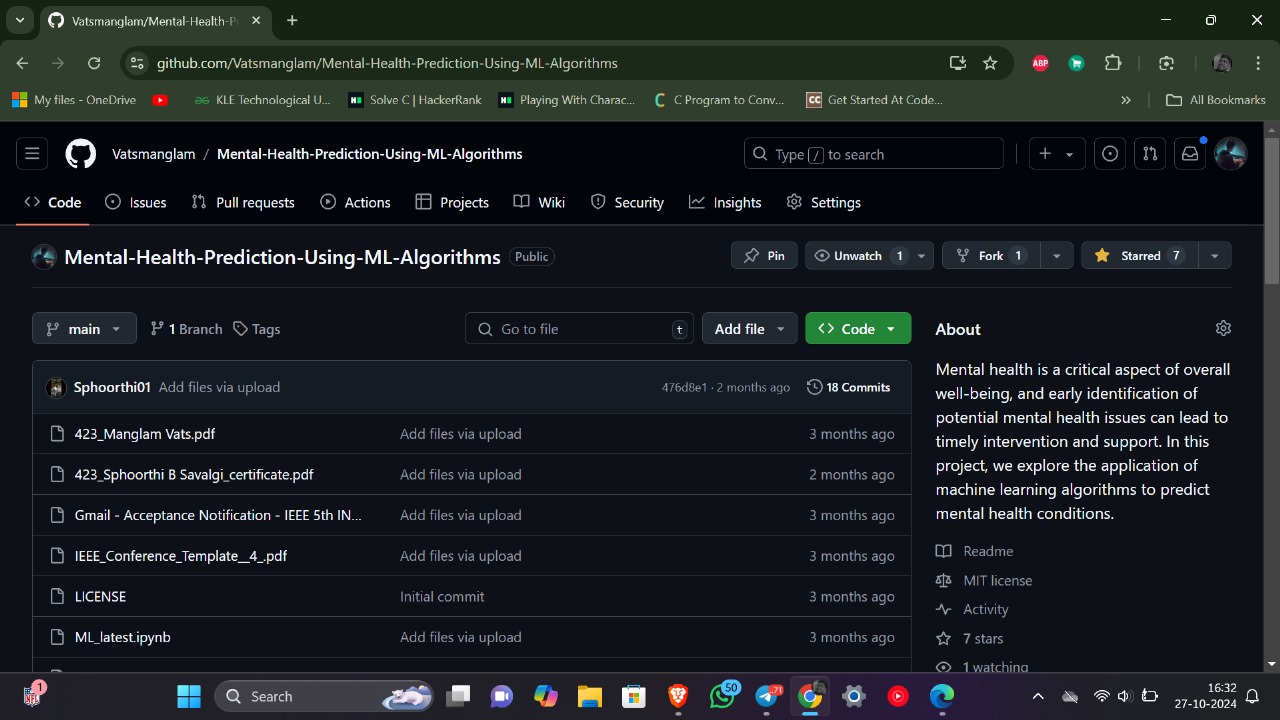 Vatsmanglam/Mental-Health-P
github.com/Vatsmanglam/Mental-Health-Prediction-Using-ML-Algorithms
ABP
My files - OneDrive
KLE Technological U...
Solve C | HackerRank
Playing With Charac...
C Program to Conv...
CC Get Started At Code...
All Bookmarks
Vatsmanglam / Mental-Health-Prediction-Using-ML-Algorithms
Type / to search
Code
Issues
Pull requests
Actions
Projects
Wiki
Security
Insights
Settings
Mental-Health-Prediction-Using-ML-Algorithms Public
Pin
Unwatch 1
Fork 1
Starred 7
main
1 Branch
Tags
Go to file t
Add file
Code
Sphoorthi01 Add files via upload 476d8e1 · 2 months ago 18 Commits
423_Manglam Vats.pdf Add files via upload 3 months ago
423_Sphoorthi B Savalgi_certificate.pdf Add files via upload 2 months ago
Gmail - Acceptance Notification - IEEE 5th IN... Add files via upload 3 months ago
IEEE_Conference_Template__4_.pdf Add files via upload 3 months ago
LICENSE Initial commit 3 months ago
ML_latest.ipynb Add files via upload 3 months ago
About
Mental health is a critical aspect of overall
well-being, and early identification of
potential mental health issues can lead to
timely intervention and support. In this
project, we explore the application of
machine learning algorithms to predict
mental health conditions.
Readme
MIT license
Activity
7 stars
1 watching
1
Search
50
71
16:32
27-10-2024